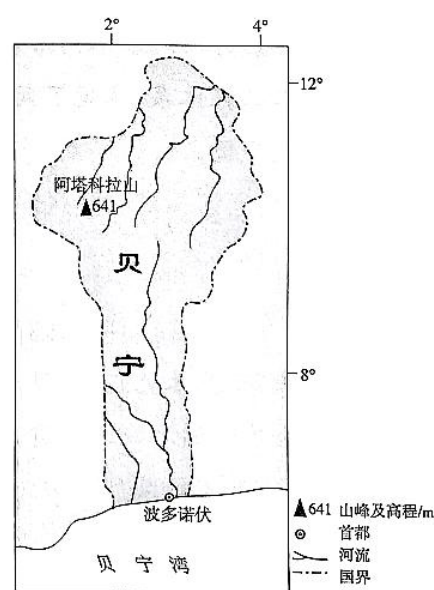 2°
4°
12°
阿塔科拉山
▲641
贝
宁
8°
波多诺伏
贝宁湾
▲641 山峰及高程/m
首都
河流
国界